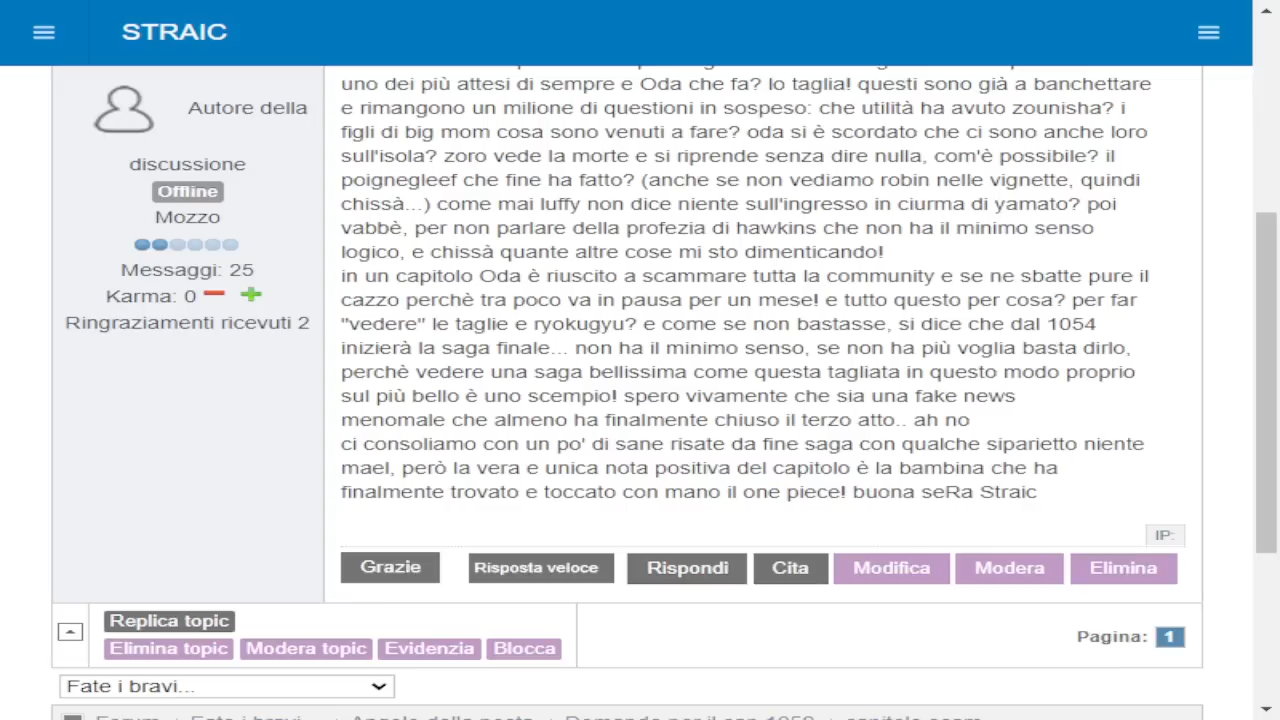 STRAIC
uno dei più attesi di sempre e Oda che fa? lo taglia! questi sono già a banchettare
e rimangono un milione di questioni in sospeso: che utilità ha avuto zounisha? i
figli di big mom cosa sono venuti a fare? oda si è scordato che ci sono anche loro
sull'isola? zoro vede la morte e si riprende senza dire nulla, com'è possibile? il
poignegleef che fine ha fatto? (anche se non vediamo robin nelle vignette, quindi
chissà...) come mai luffy non dice niente sull'ingresso in ciurma di yamato? poi
vabbè, per non parlare della profezia di hawkins che non ha il minimo senso
logico, e chissà quante altre cose mi sto dimenticando!
in un capitolo Oda è riuscito a scammare tutta la community e se ne sbatte pure il
cazzo perchè tra poco va in pausa per un mese! e tutto questo per cosa? per far
"vedere" le taglie e ryokugyu? e come se non bastasse, si dice che dal 1054
inizierà la saga finale... non ha il minimo senso, se non ha più voglia basta dirlo,
perchè vedere una saga bellissima come questa tagliata in questo modo proprio
sul più bello è uno scempio! spero vivamente che sia una fake news
menomale che almeno ha finalmente chiuso il terzo atto.. ah no
ci consoliamo con un po' di sane risate da fine saga con qualche siparietto niente
mael, però la vera e unica nota positiva del capitolo è la bambina che ha
finalmente trovato e toccato con mano il one piece! buona seRa Straic
Autore della
discussione
Offline
Mozzo
Messaggi: 25
Karma: 0
Ringraziamenti ricevuti 2
IP:
Grazie Risposta veloce Rispondi Cita Modifica Modera Elimina
Replica topic
Elimina topic Modera topic Evidenzia Blocca
Pagina: 1
Fate i bravi...